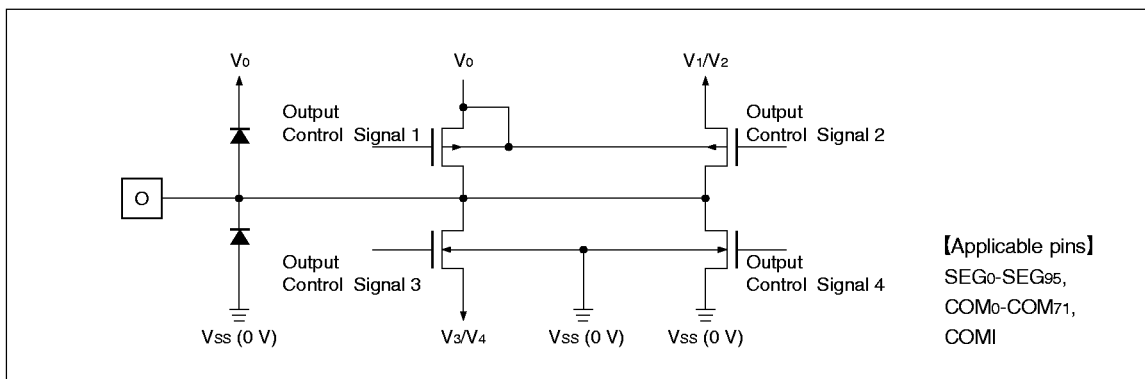 V0
V0
V1/V2
Output
Control Signal 1
Output
Control Signal 2
O
Output
Control Signal 3
Output
Control Signal 4
VSS (0 V)
V3/V4
VSS (0 V)
VSS (0 V)
【Applicable pins】
SEG0-SEG95,
COM0-COM71,
COMI